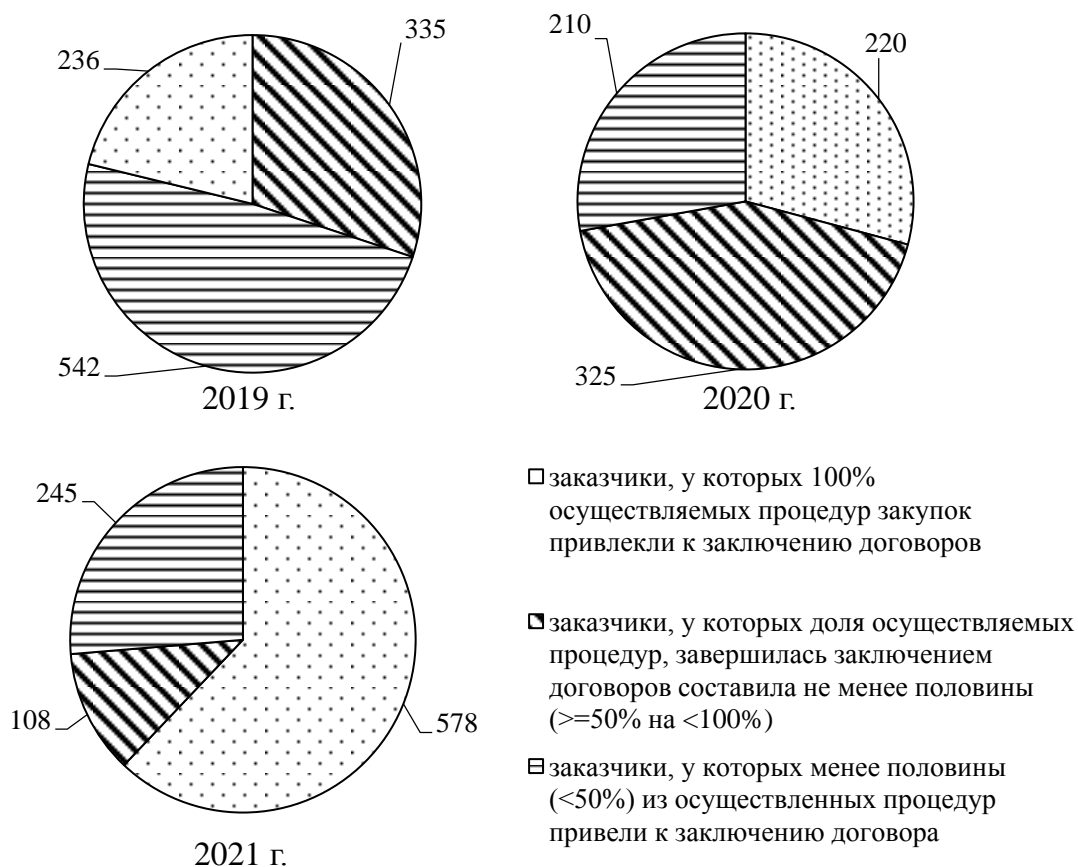 335
236
542
2019 г.
210
220
325
2020 г.
245
108
578
2021 г.
заказчики, у которых 100%
осуществляемых процедур закупок
привлекли к заключению договоров
заказчики, у которых доля осуществляемых
процедур, завершилась заключением
договоров составила не менее половины
(>=50% на <100%)
заказчики, у которых менее половины
(<50%) из осуществленных процедур
привели к заключению договора